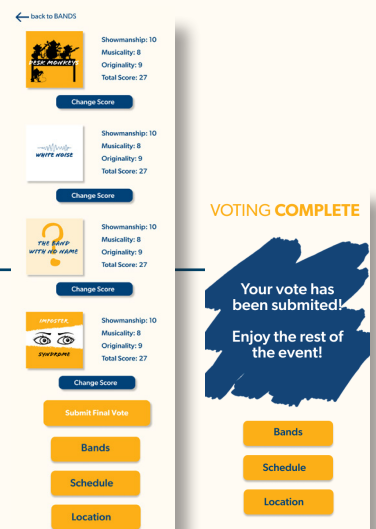 back to BANDS
DESK MONKEYS
Showmanship: 10
Musicality: 8
Originality: 9
Total Score: 27
Change Score
WHITE NOISE
Showmanship: 10
Musicality: 8
Originality: 9
Total Score: 27
Change Score
THE BAND
WITH NO NAME
Showmanship: 10
Musicality: 8
Originality: 9
Total Score: 27
Change Score
IMPOSTER
SYNDROME
Showmanship: 10
Musicality: 8
Originality: 9
Total Score: 27
Change Score
Submit Final Vote
Bands
Schedule
Location
VOTING COMPLETE
Your vote has
been submited!
Enjoy the rest of
the event!
Bands
Schedule
Location